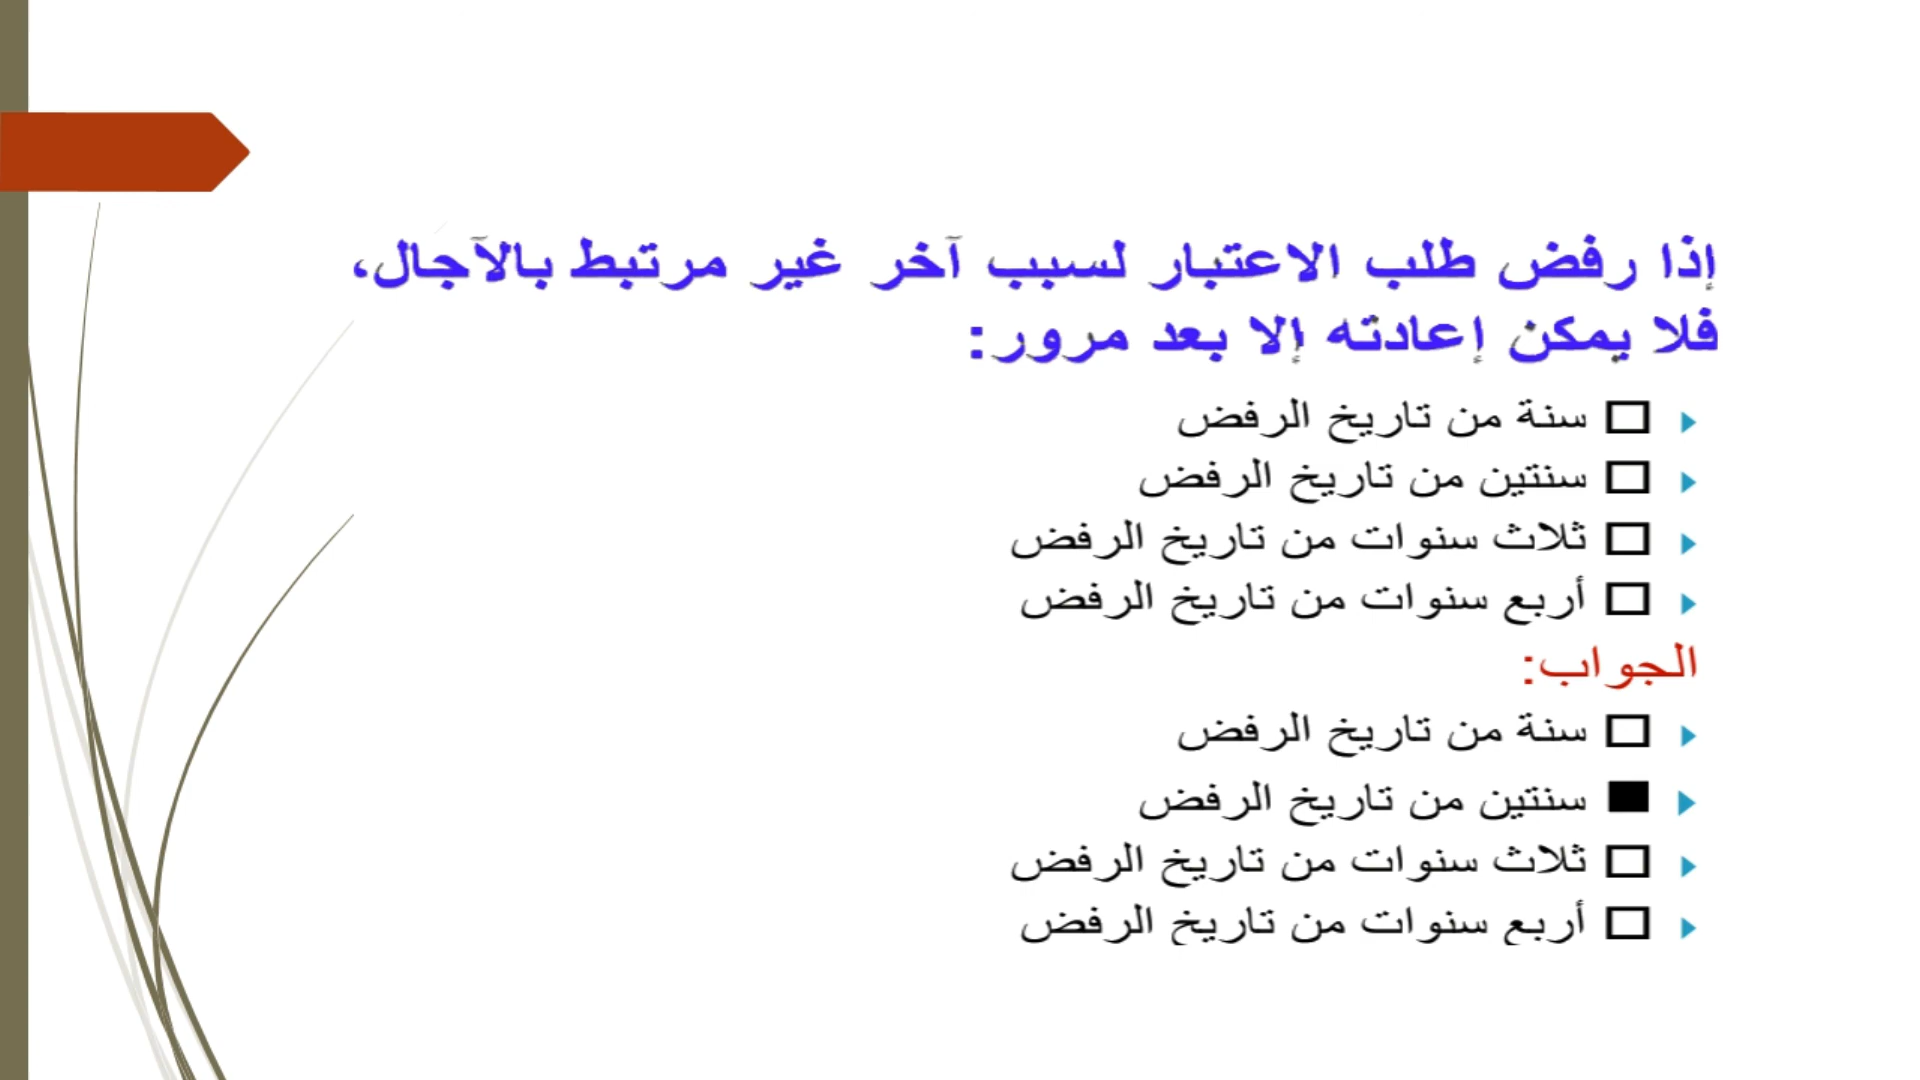 إذا رفض طلب الاعتبار لسبب آخر غير مرتبط بالآجال،
فلا يمكن إعادته إلا بعد مرور:
□ سنة من تاريخ الرفض
□ سنتين من تاريخ الرفض
□ ثلاث سنوات من تاريخ الرفض
□ أربع سنوات من تاريخ الرفض
الجواب:
□ سنة من تاريخ الرفض
■ سنتين من تاريخ الرفض
□ ثلاث سنوات من تاريخ الرفض
□ أربع سنوات من تاريخ الرفض